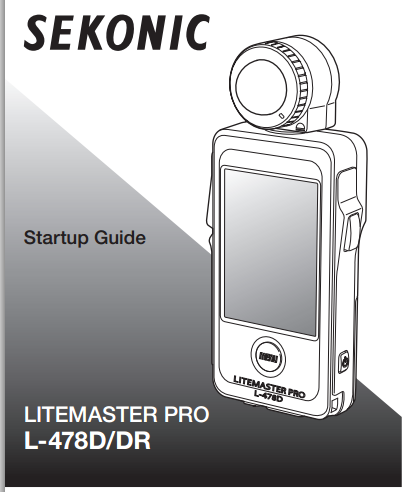 SEKONIC
Startup Guide
MENU
LITEMASTER PRO
L-478D
LITEMASTER PRO
L-478D/DR